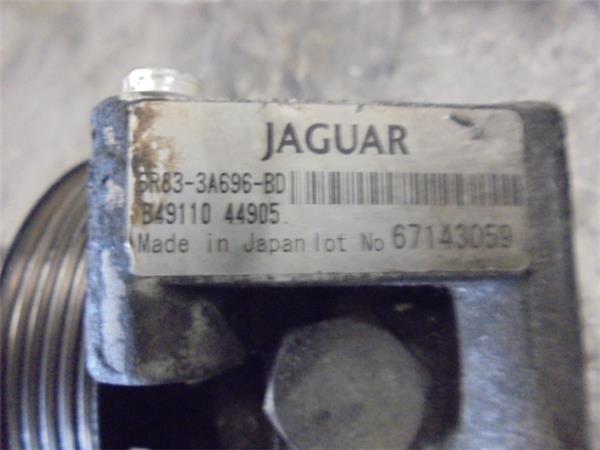 JAGUAR
6R83-3A696-BD
B49110 44905
Made in Japan lot No 67143059